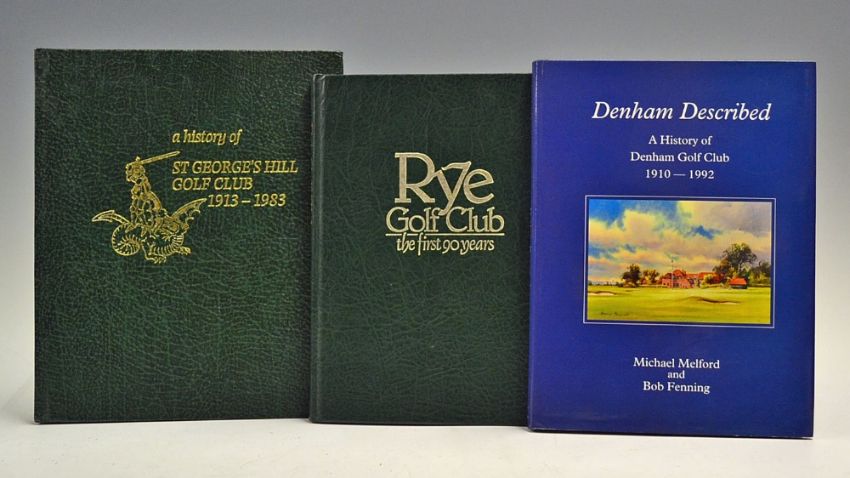 a history of
ST GEORGE'S HILL
GOLF CLUB
1913 - 1983
Rye
Golf Club
the first 90 years
Denham Described
A History of
Denham Golf Club
1910 — 1992
Michael Melford
and
Bob Fenning